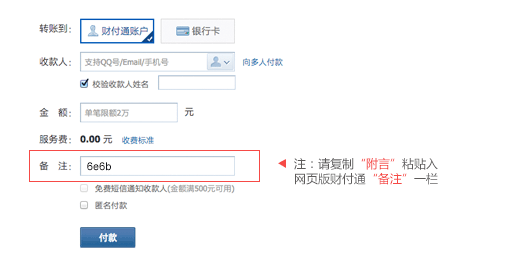 转账到： 财付通账户 银行卡
收款人： 支持QQ号/Email/手机号 向多人付款
校验收款人姓名
金 额： 单笔限额2万 元
服务费： 0.00 元 收费标准
备 注： 6e6b
免费短信通知收款人(金额满500元可用)
匿名付款
付款
注：请复制“附言”粘贴入
网页版财付通“备注”一栏